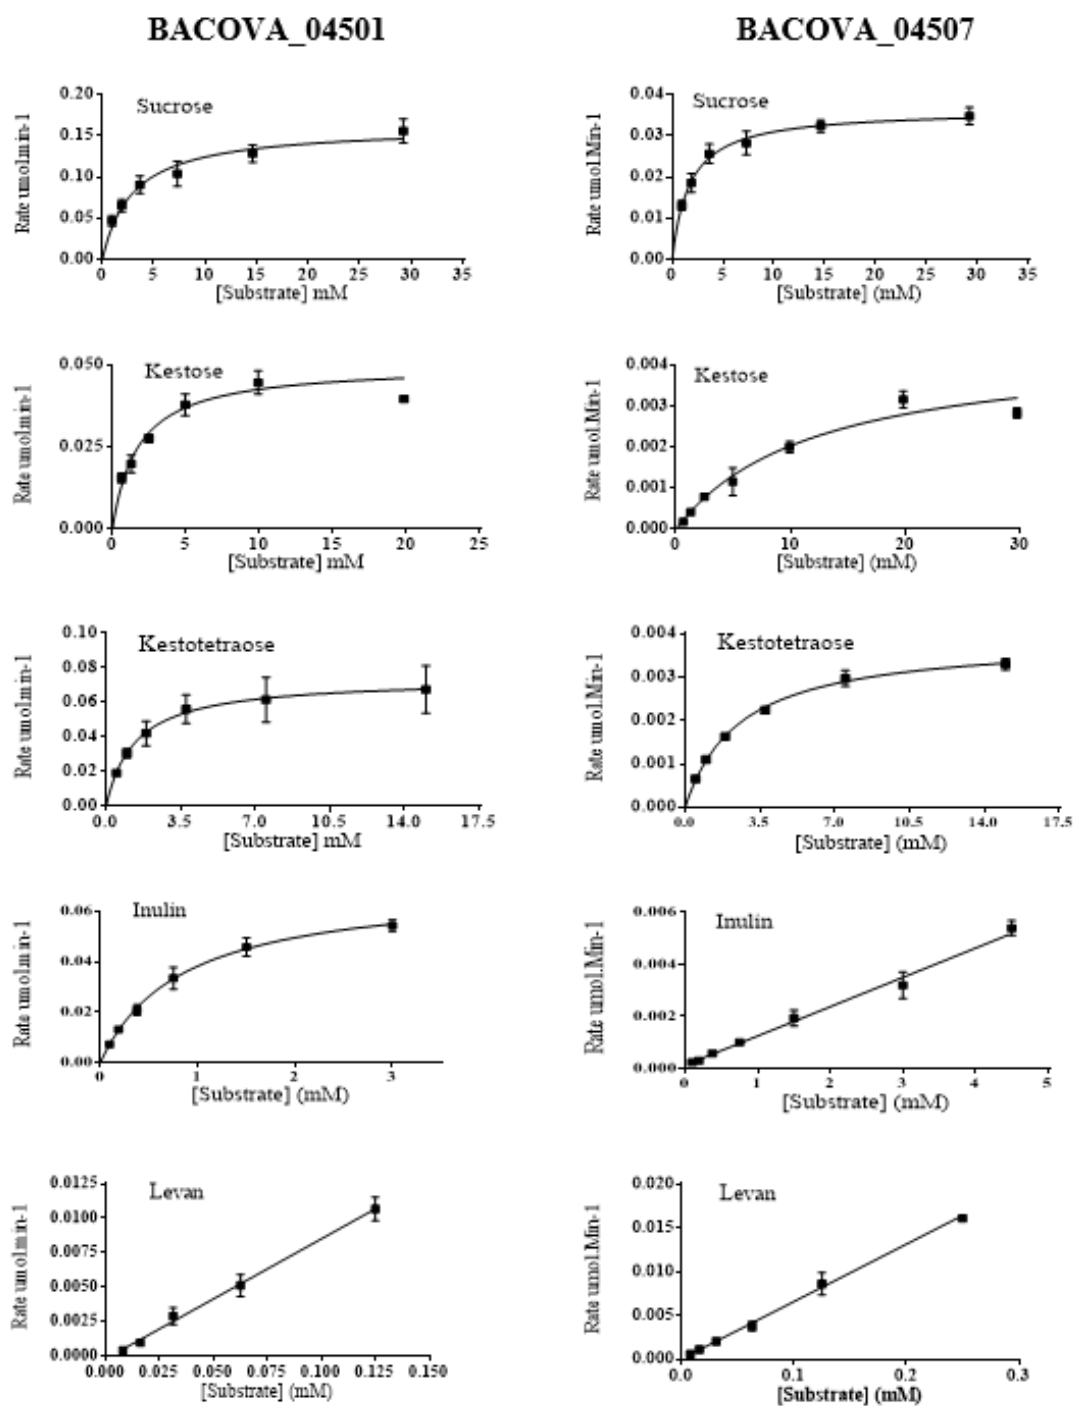 BACOVA_04501
BACOVA_04507
Sucrose
Rate umol.min-1
0.20
0.15
0.10
0.05
0.00
0 5 10 15 20 25 30 35
[Substrate] mM
Sucrose
Rate umol.Min-1
0.04
0.03
0.02
0.01
0.00
0 5 10 15 20 25 30 35
[Substrate] (mM)
Kestose
Rate umol.min-1
0.050
0.025
0.000
0 5 10 15 20 25
[Substrate] mM
Kestose
Rate umol.Min-1
0.004
0.003
0.002
0.001
0.000
0 10 20 30
[Substrate] (mM)
Kestotetraose
Rate umol.min-1
0.10
0.08
0.06
0.04
0.02
0.00
0.0 3.5 7.0 10.5 14.0 17.5
[Substrate] mM
Kestotetraose
Rate umol.Min-1
0.004
0.003
0.002
0.001
0.000
0.0 3.5 7.0 10.5 14.0 17.5
[Substrate] (mM)
Inulin
Rate umol.min-1
0.06
0.04
0.02
0.00
0 1 2 3
[Substrate] (mM)
Inulin
Rate umol.Min-1
0.006
0.004
0.002
0.000
0 1 2 3 4 5
[Substrate] (mM)
Levan
Rate umol.min-1
0.0125
0.0100
0.0075
0.0050
0.0025
0.0000
0.000 0.025 0.050 0.075 0.100 0.125 0.150
[Substrate] (mM)
Levan
Rate umol.Min-1
0.020
0.015
0.010
0.005
0.000
0.0 0.1 0.2 0.3
[Substrate] (mM)